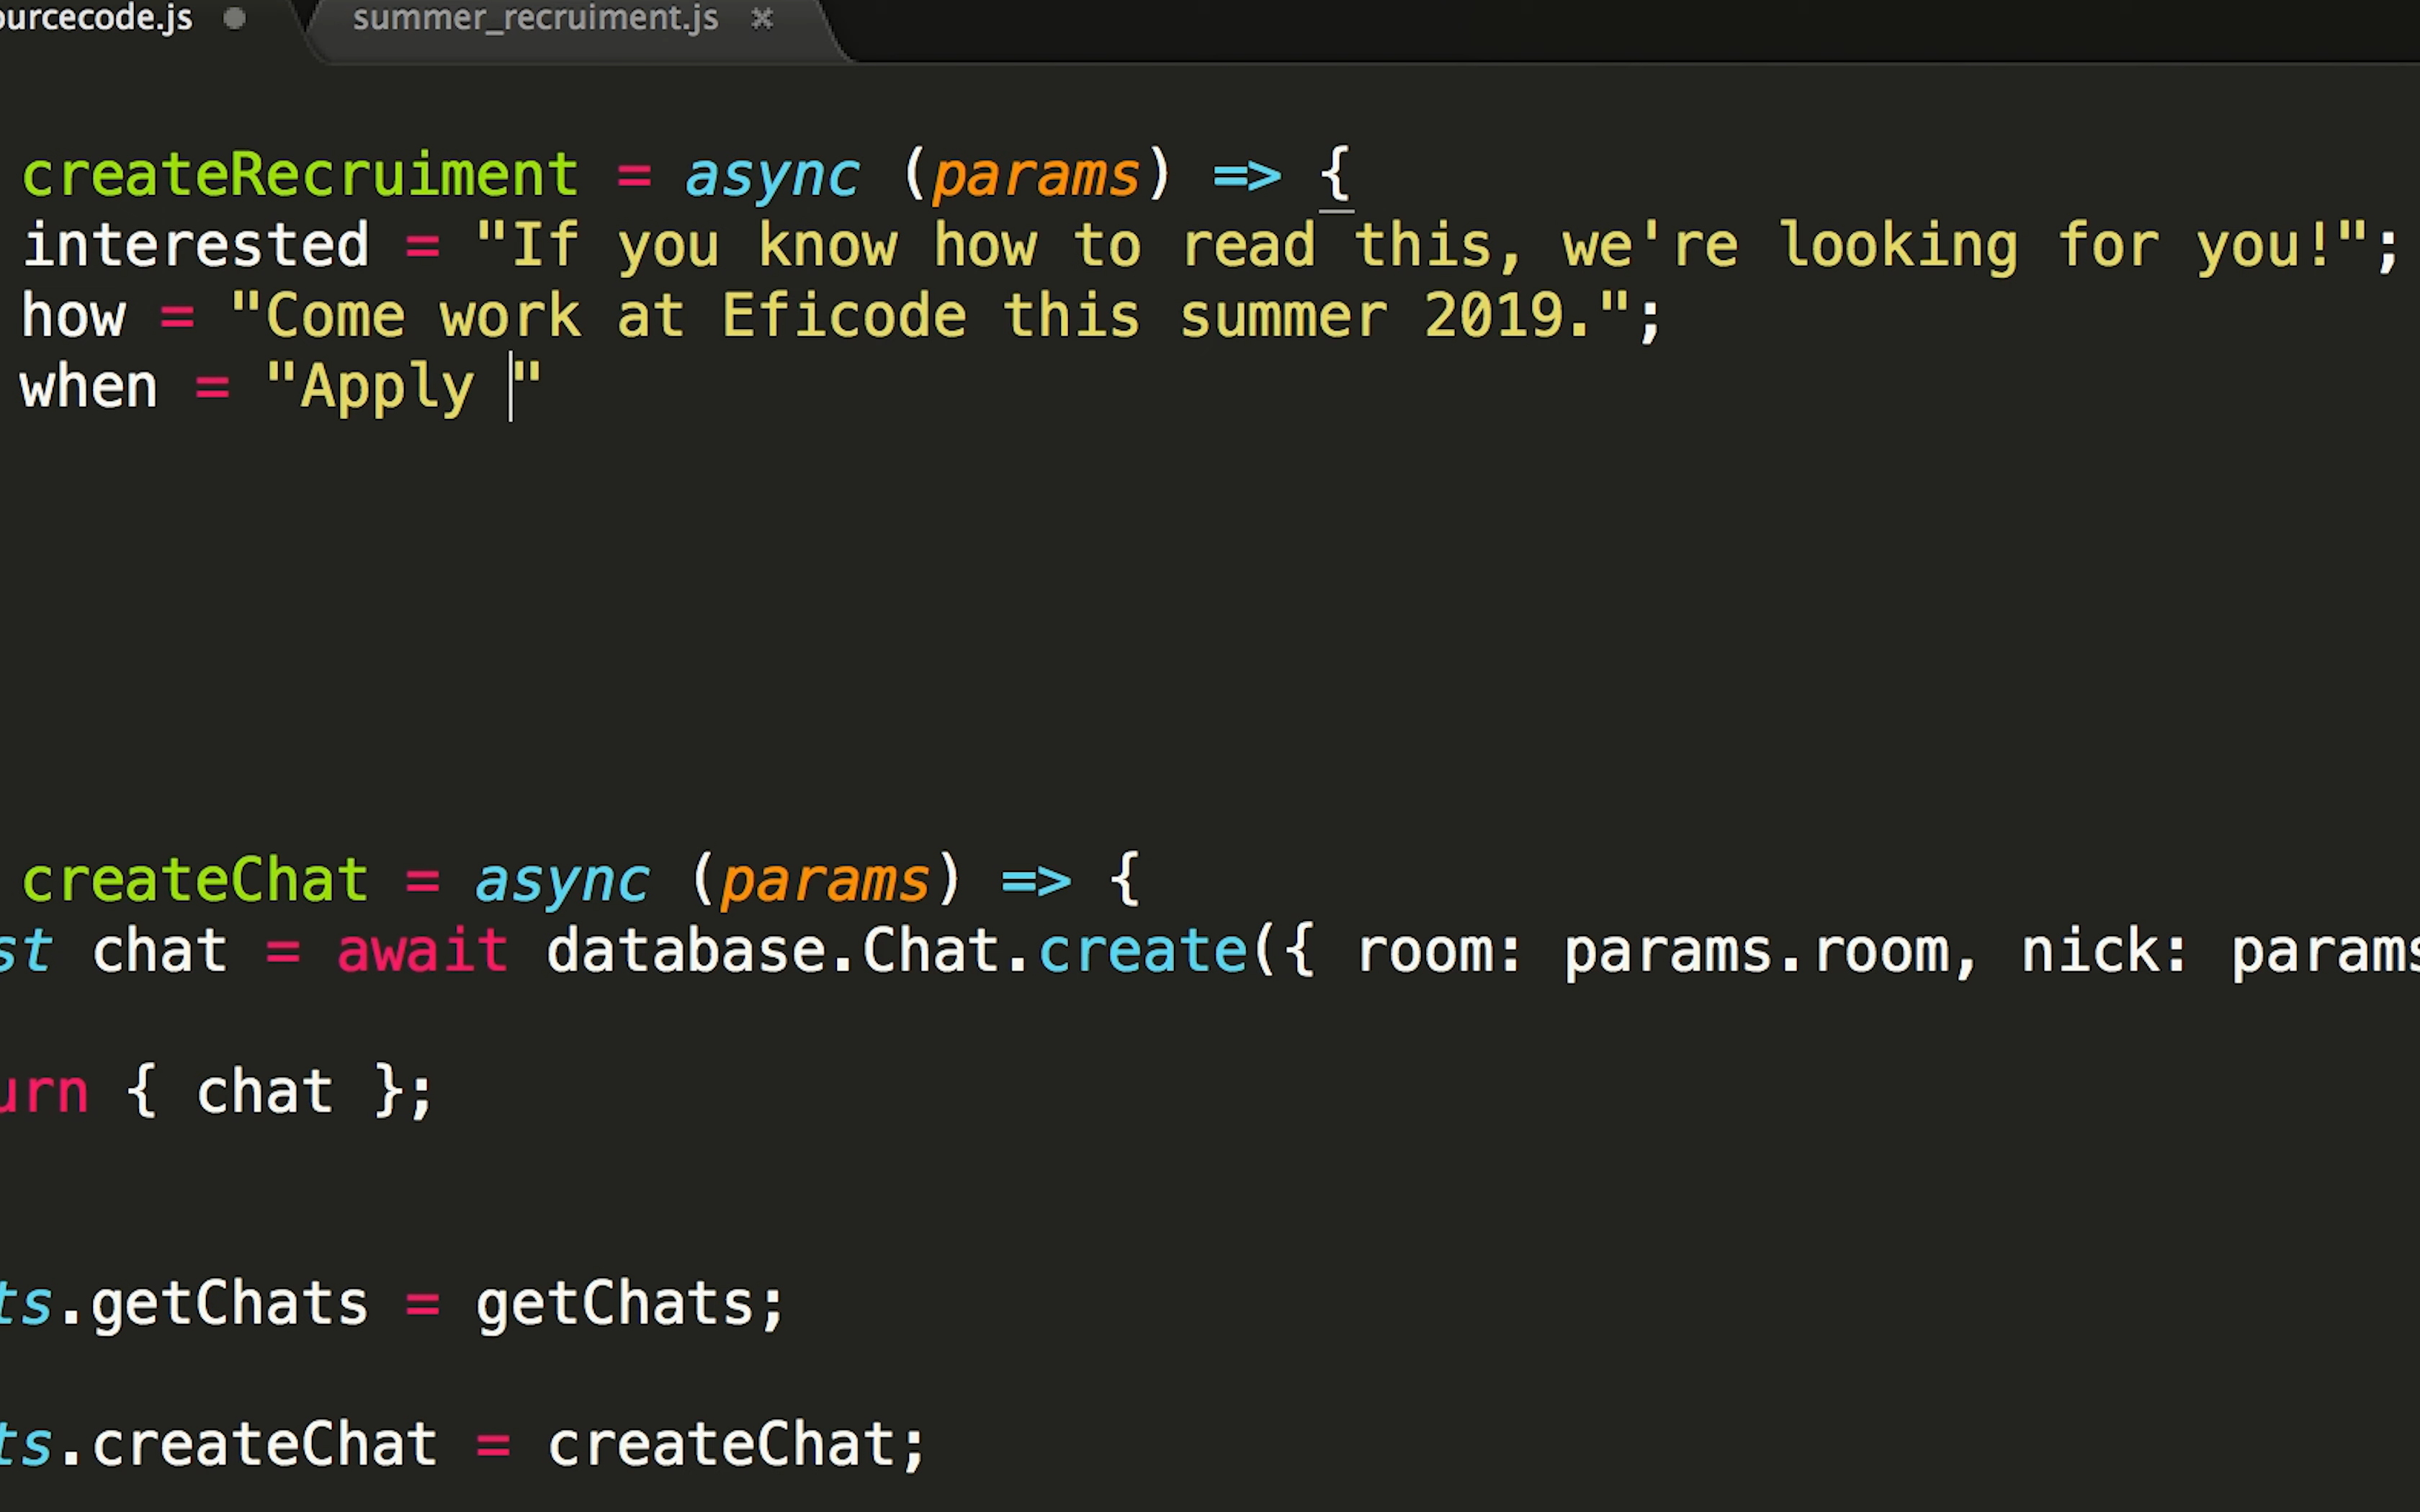 ourcecode.js summer_recruiment.js
createRecruiment = async (params) => {
interested = "If you know how to read this, we're looking for you!";
how = "Come work at Eficode this summer 2019.";
when = "Apply "
createChat = async (params) => {
st chat = await database.Chat.create({ room: params.room, nick: params
urn { chat };
ts.getChats = getChats;
ts.createChat = createChat;